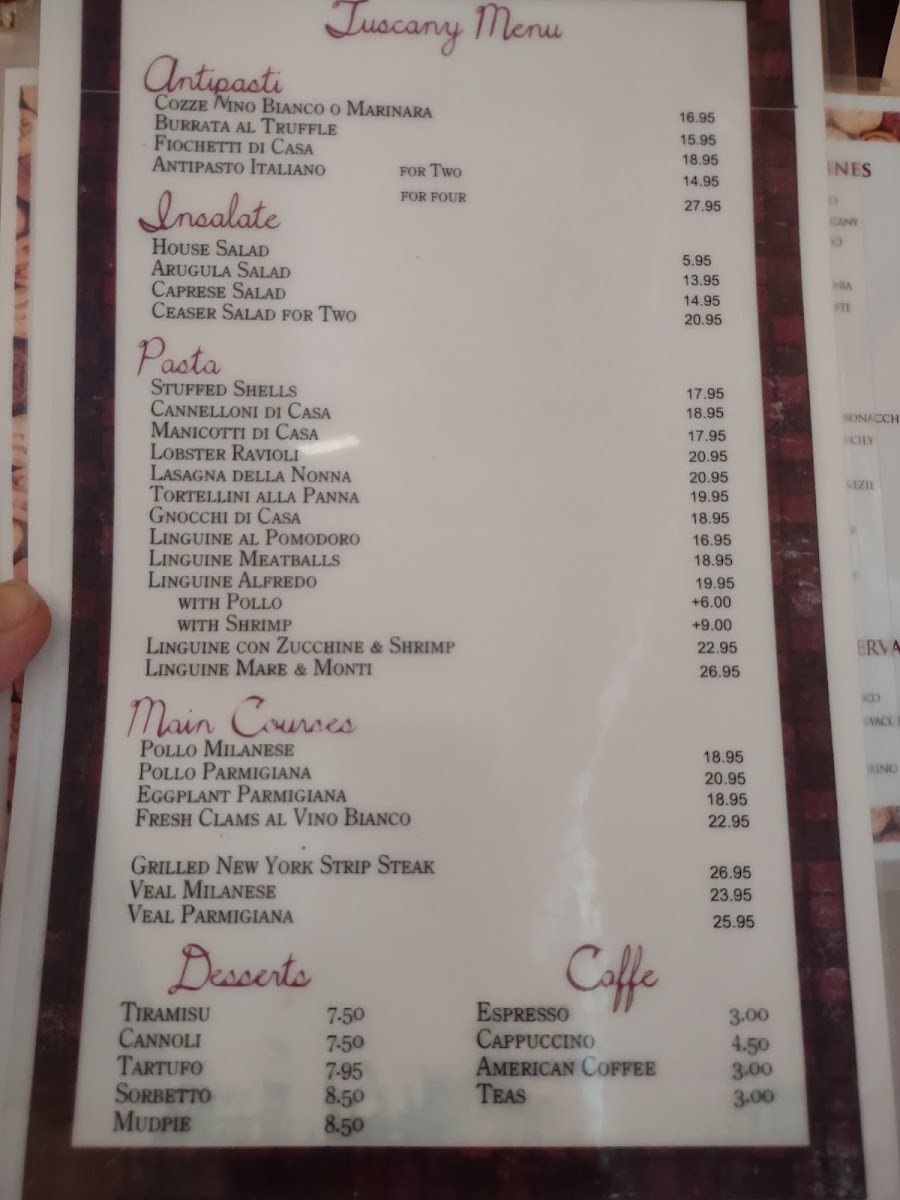 Tuscany Menu
Antipasti
Cozze Vino Bianco o Marinara 16.95
Burrata al Truffle 15.95
Fiochetti di Casa 18.95
Antipasto Italiano for Two 14.95
for four 27.95
Insalate
House Salad 5.95
Arugula Salad 13.95
Caprese Salad 14.95
Ceaser Salad for Two 20.95
Pasta
Stuffed Shells 17.95
Cannelloni di Casa 18.95
Manicotti di Casa 17.95
Lobster Ravioli 20.95
Lasagna della Nonna 20.95
Tortellini alla Panna 19.95
Gnocchi di Casa 18.95
Linguine al Pomodoro 16.95
Linguine Meatballs 18.95
Linguine Alfredo 19.95
with Pollo +6.00
with Shrimp +9.00
Linguine con Zucchine & Shrimp 22.95
Linguine Mare & Monti 26.95
Main Courses
Pollo Milanese 18.95
Pollo Parmigiana 20.95
Eggplant Parmigiana 18.95
Fresh Clams al Vino Bianco 22.95
Grilled New York Strip Steak 26.95
Veal Milanese 23.95
Veal Parmigiana 25.95
Desserts
Tiramisu 7.50
Cannoli 7.50
Tartufo 7.95
Sorbetto 8.50
Mudpie 8.50
Caffe
Espresso 3.00
Cappuccino 4.50
American Coffee 3.00
Teas 3.00